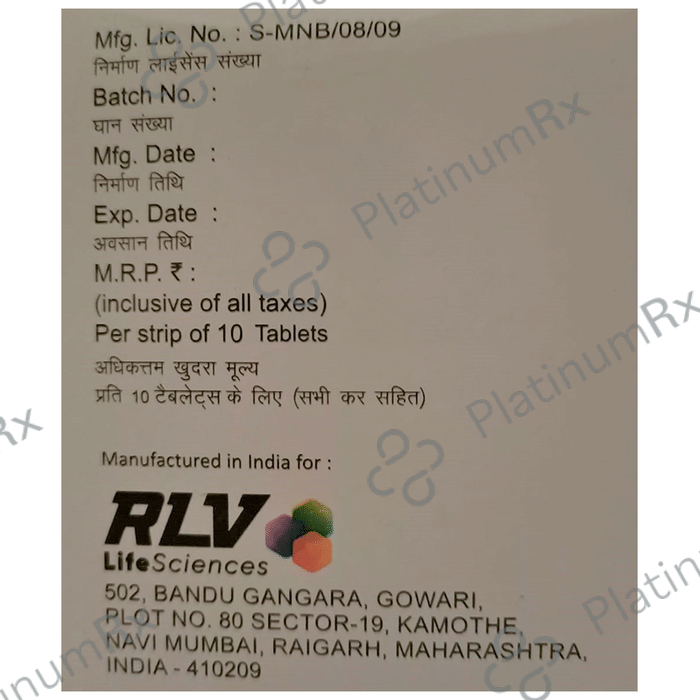 Mfg. Lic. No. : S-MNB/08/09
निर्माण लाईसेंस संख्या
Batch No. :
घान संख्या
Mfg. Date :
निर्माण तिथि
Exp. Date :
अवसान तिथि
M.R.P. ₹ :
(inclusive of all taxes)
Per strip of 10 Tablets
अधिकत्तम खुदरा मूल्य
प्रति 10 टैबलेट्स के लिए (सभी कर सहित)
Manufactured in India for :
RLV
LifeSciences
502, BANDU GANGARA, GOWARI,
PLOT NO. 80 SECTOR-19, KAMOTHE,
NAVI MUMBAI, RAIGARH, MAHARASHTRA,
INDIA - 410209
PlatinumRx
PlatinumRx
PlatinumRx
PlatinumRx
PlatinumRx
Rx